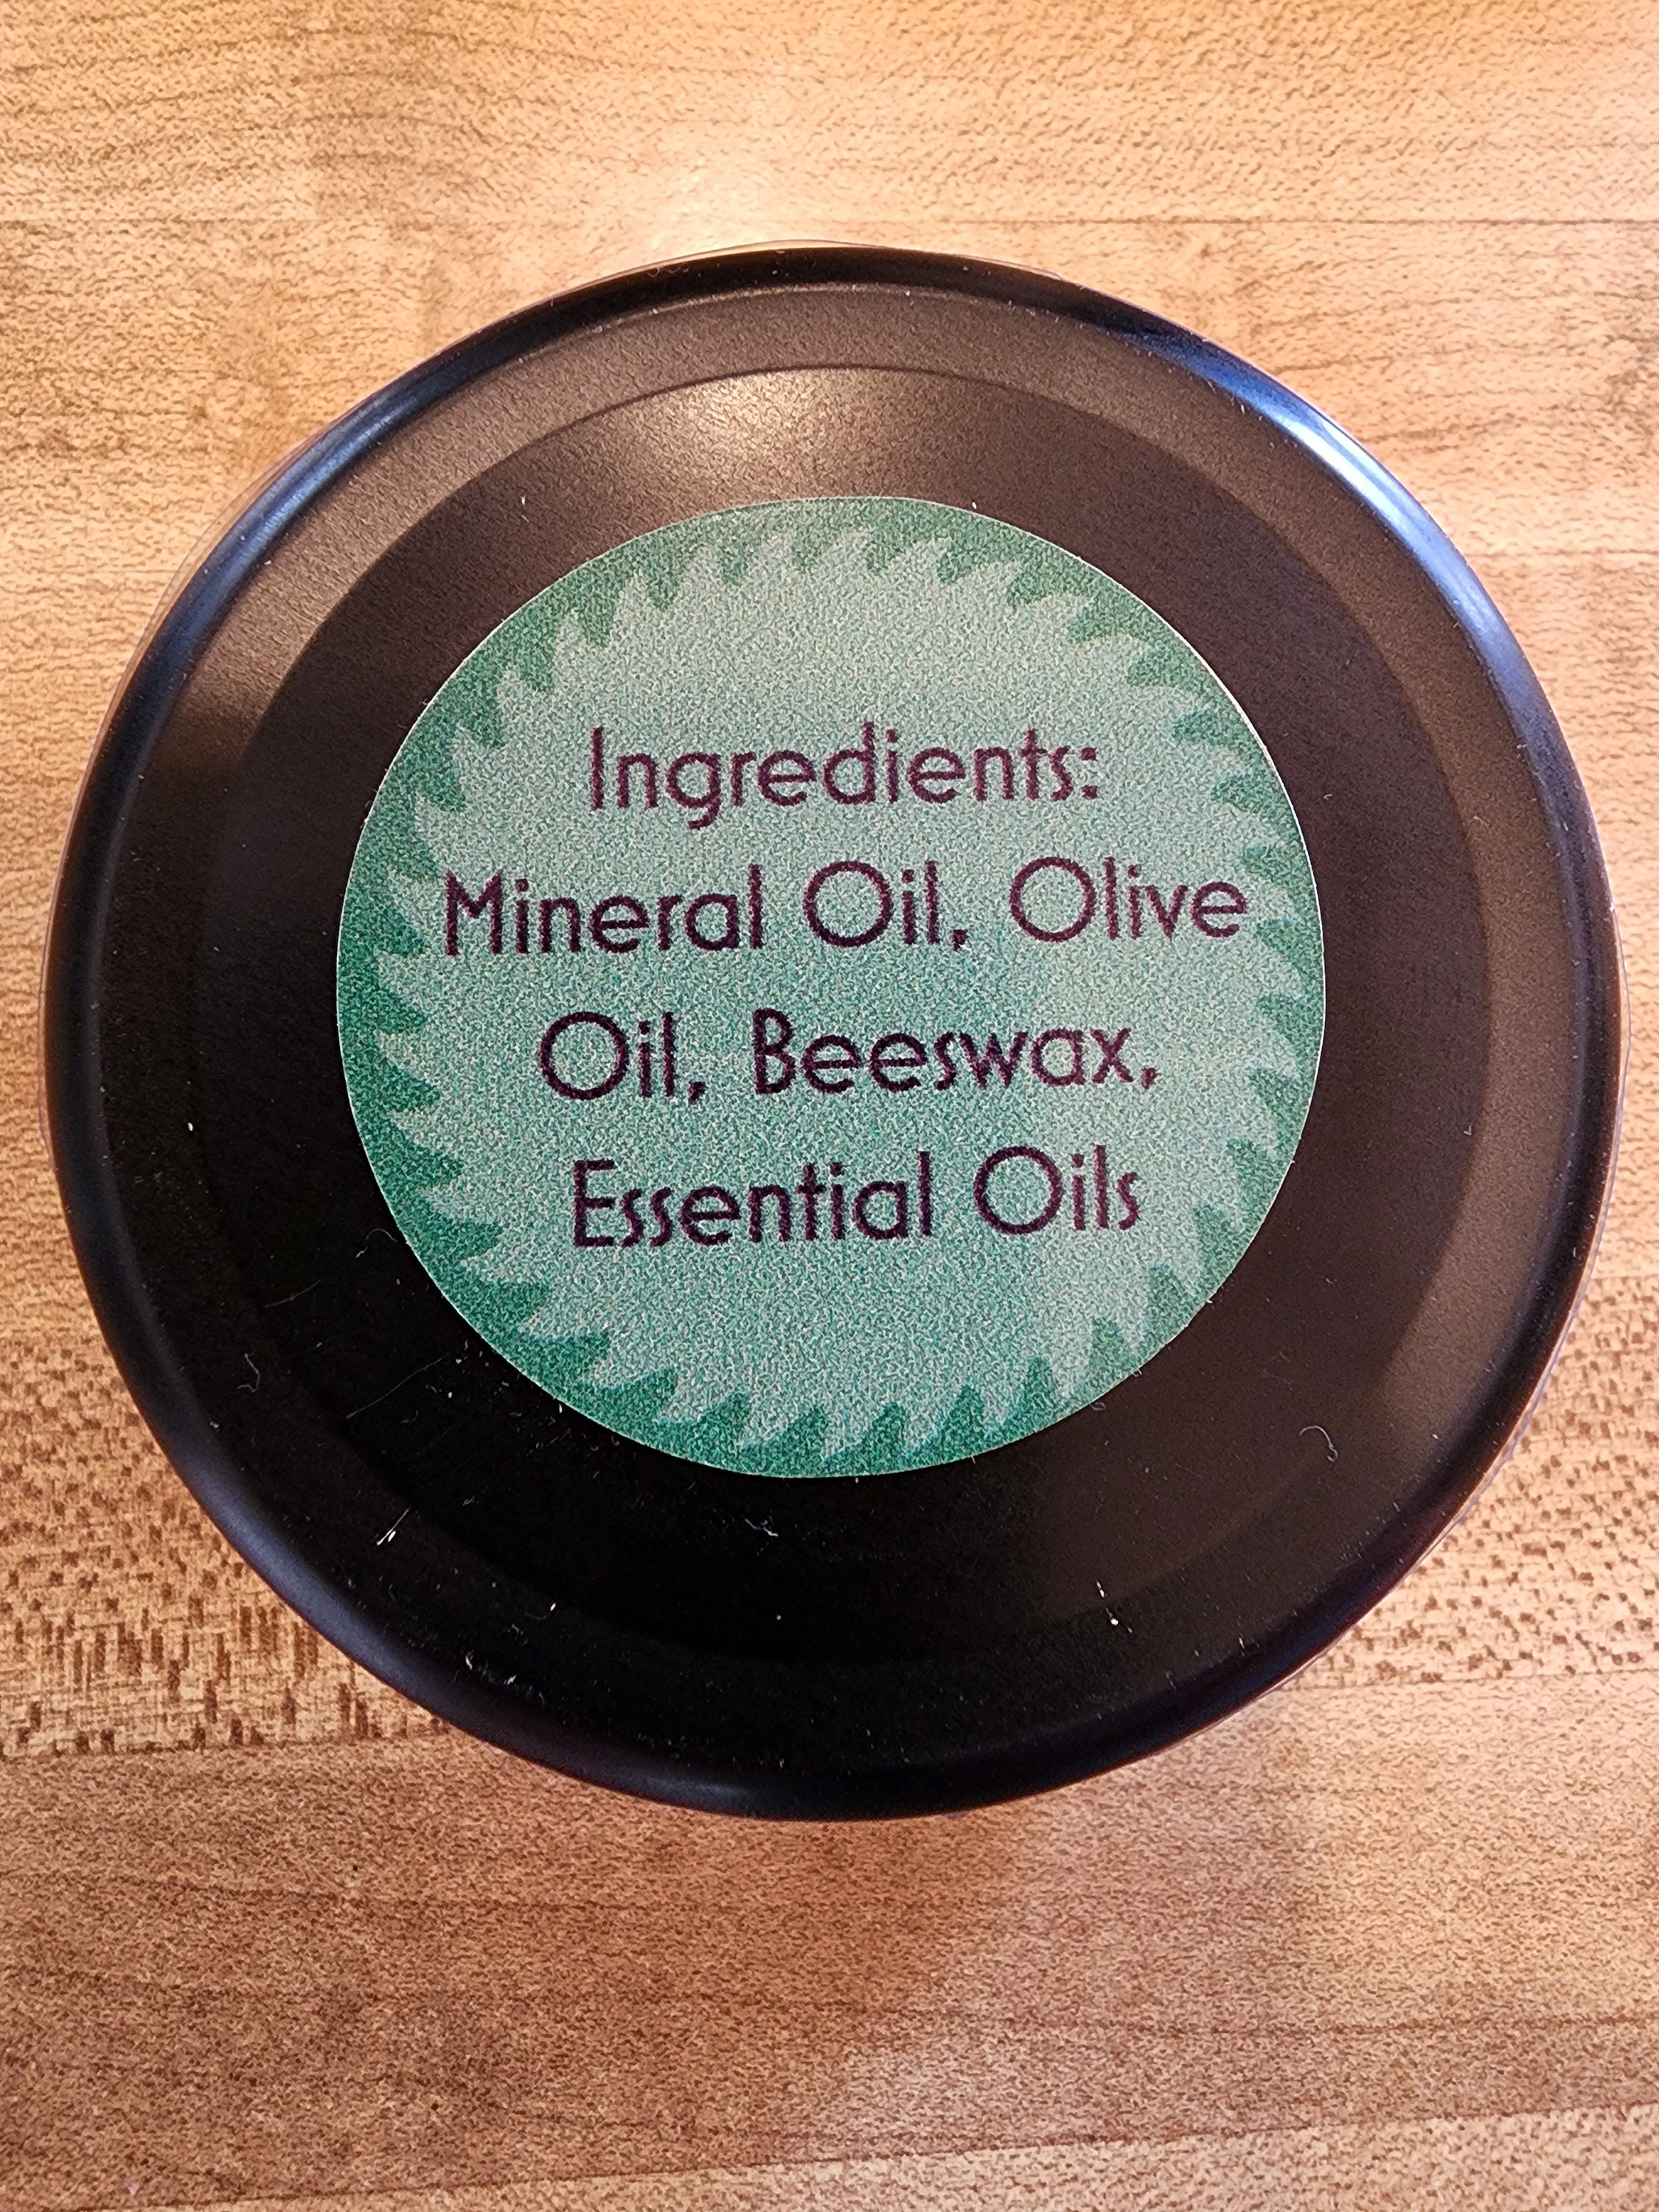 Ingredients:
Mineral Oil, Olive
Oil, Beeswax,
Essential Oils